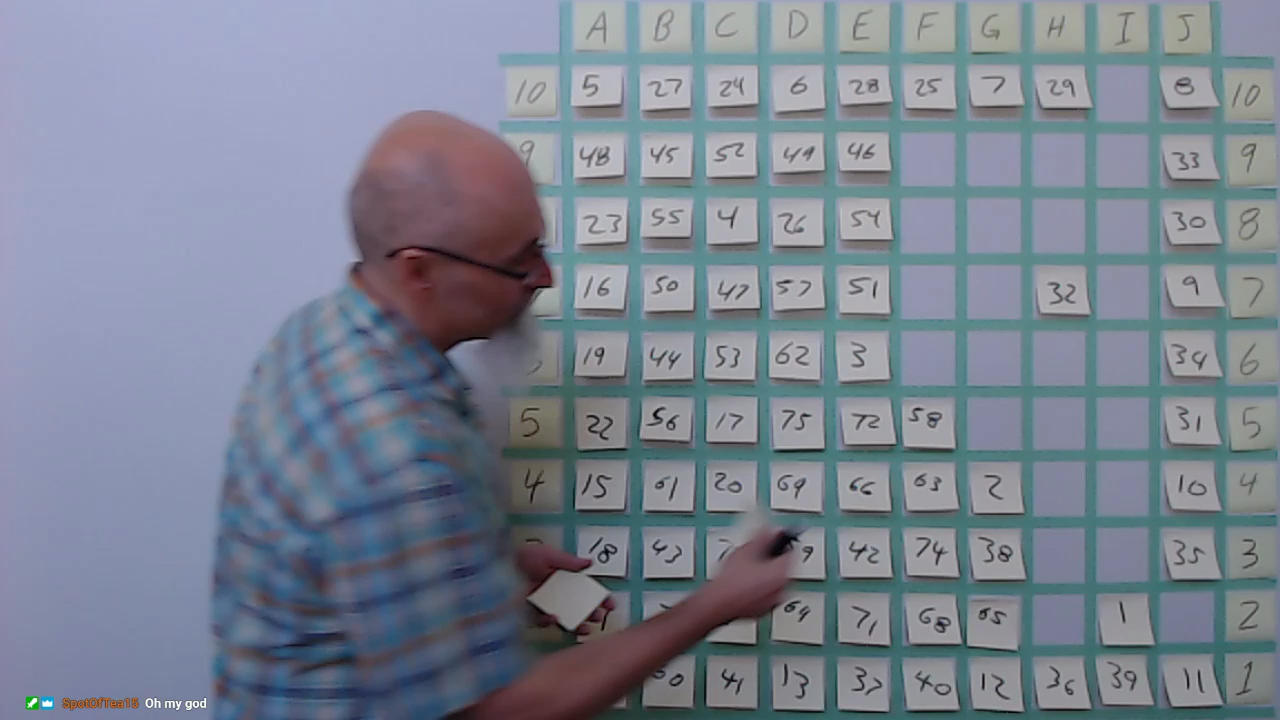 A B C D E F G H I J
10 5 27 24 6 28 25 7 29 8 10
9 48 45 52 49 46 33 9
23 55 4 26 54 30 8
16 50 47 57 51 32 9 7
19 44 53 62 3 34 6
5 22 56 17 75 72 58 31 5
4 15 61 20 69 66 63 2 10 4
18 43 42 74 38 35 3
64 71 68 65 1 2
41 13 37 40 12 36 39 11 1
SpotOfTea15 Oh my god